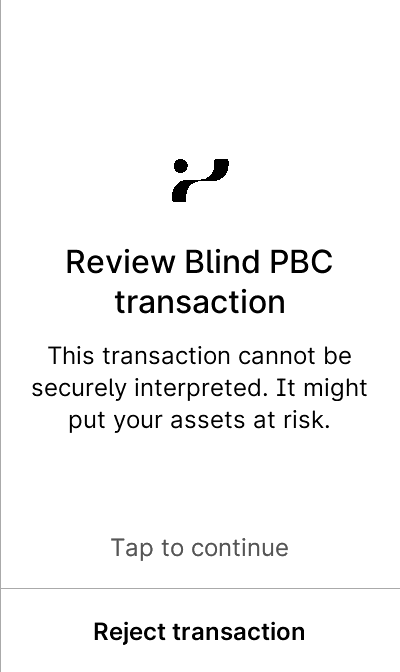 Review Blind PBC
transaction
This transaction cannot be
securely interpreted. It might
put your assets at risk.
Tap to continue
Reject transaction